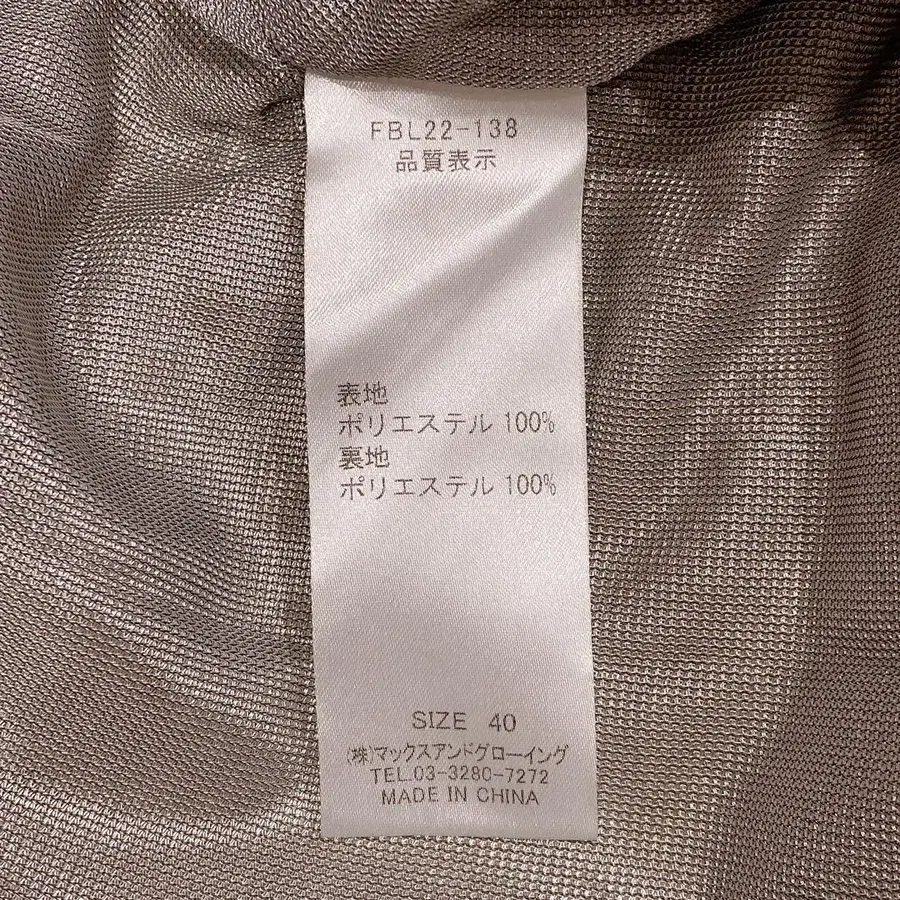 FBL22-138
品質表示
表地
ポリエステル 100%
裏地
ポリエステル 100%
SIZE 40
(株)マックスアンドグローイング
TEL.03-3280-7272
MADE IN CHINA